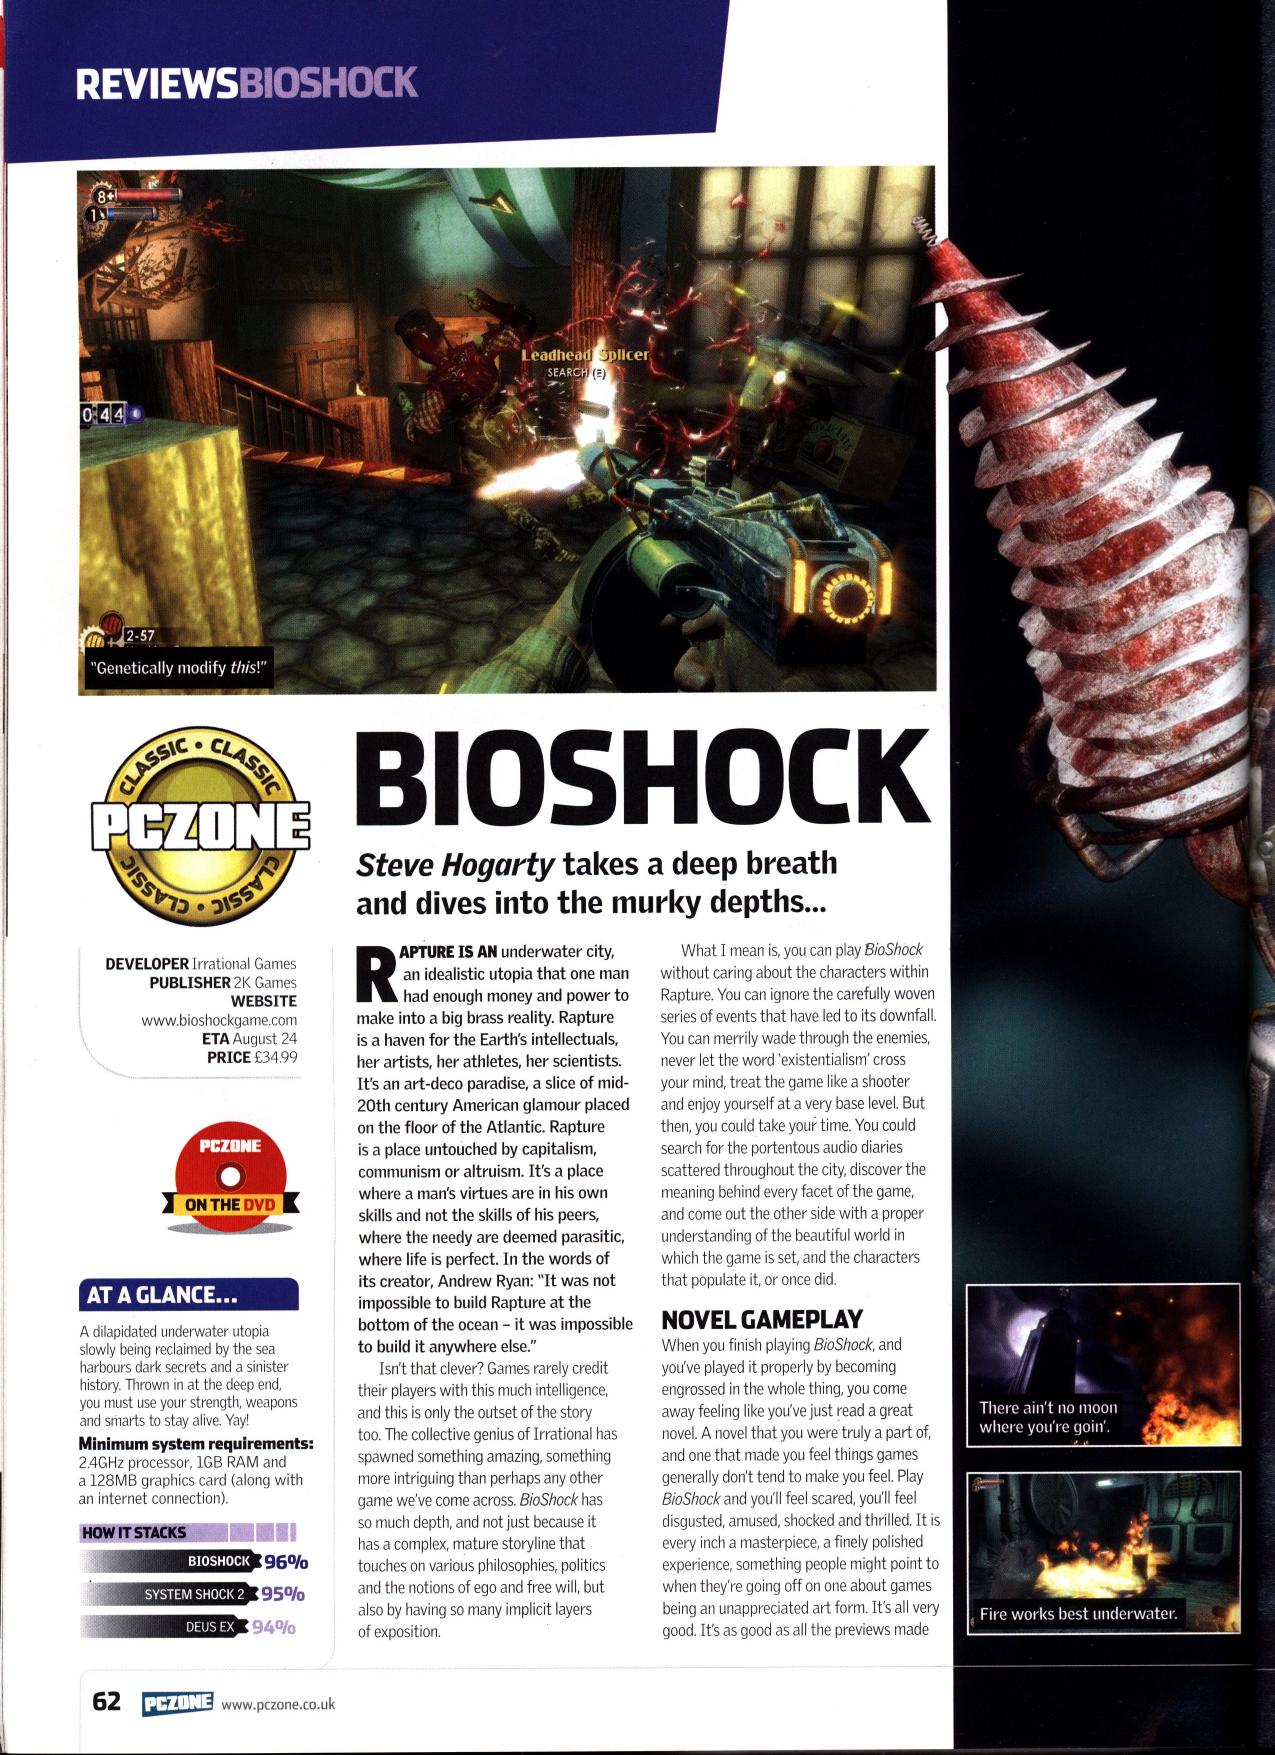 REVIEWSBIOSHOCK
8+
1
Leadhead Splicer
SEARCH (E)
0:44
2-57
"Genetically modify this!"
CLASSIC • CLASSIC
PCZONE
CLASSIC • CLASSIC
BIOSHOCK
Steve Hogarty takes a deep breath
and dives into the murky depths...
DEVELOPER Irrational Games
PUBLISHER 2K Games
WEBSITE
www.bioshockgame.com
ETA August 24
PRICE £34.99
PCZONE
ON THE DVD
AT A GLANCE...
A dilapidated underwater utopia
slowly being reclaimed by the sea
harbours dark secrets and a sinister
history. Thrown in at the deep end,
you must use your strength, weapons
and smarts to stay alive. Yay!
Minimum system requirements:
2.4GHz processor, 1GB RAM and
a 128MB graphics card (along with
an internet connection).
HOW IT STACKS
BIOSHOCK 96%
SYSTEM SHOCK 2 95%
DEUS EX 94%
RAPTURE IS AN underwater city,
an idealistic utopia that one man
had enough money and power to
make into a big brass reality. Rapture
is a haven for the Earth's intellectuals,
her artists, her athletes, her scientists.
It's an art-deco paradise, a slice of mid-
20th century American glamour placed
on the floor of the Atlantic. Rapture
is a place untouched by capitalism,
communism or altruism. It's a place
where a man's virtues are in his own
skills and not the skills of his peers,
where the needy are deemed parasitic,
where life is perfect. In the words of
its creator, Andrew Ryan: "It was not
impossible to build Rapture at the
bottom of the ocean – it was impossible
to build it anywhere else."
Isn't that clever? Games rarely credit
their players with this much intelligence,
and this is only the outset of the story
too. The collective genius of Irrational has
spawned something amazing, something
more intriguing than perhaps any other
game we've come across. BioShock has
so much depth, and not just because it
has a complex, mature storyline that
touches on various philosophies, politics
and the notions of ego and free will, but
also by having so many implicit layers
of exposition.
What I mean is, you can play BioShock
without caring about the characters within
Rapture. You can ignore the carefully woven
series of events that have led to its downfall.
You can merrily wade through the enemies,
never let the word 'existentialism' cross
your mind, treat the game like a shooter
and enjoy yourself at a very base level. But
then, you could take your time. You could
search for the portentous audio diaries
scattered throughout the city, discover the
meaning behind every facet of the game,
and come out the other side with a proper
understanding of the beautiful world in
which the game is set, and the characters
that populate it, or once did.
NOVEL GAMEPLAY
When you finish playing BioShock, and
you've played it properly by becoming
engrossed in the whole thing, you come
away feeling like you've just read a great
novel. A novel that you were truly a part of,
and one that made you feel things games
generally don't tend to make you feel. Play
BioShock and you'll feel scared, you'll feel
disgusted, amused, shocked and thrilled. It is
every inch a masterpiece, a finely polished
experience, something people might point to
when they're going off on one about games
being an unappreciated art form. It's all very
good. It's as good as all the previews made
There ain't no moon
where you're goin'.
Fire works best underwater.
62 PCZONE www.pczone.co.uk